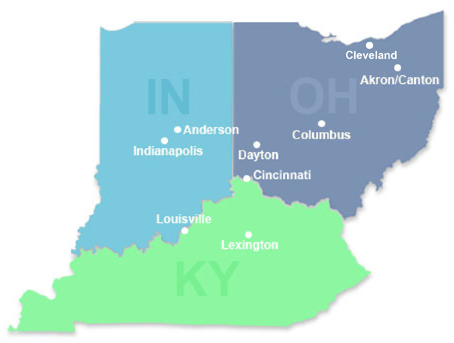 Cleveland
IN
OH
Akron/Canton
Anderson
Columbus
Indianapolis
Dayton
Cincinnati
Louisville
Lexington
KY